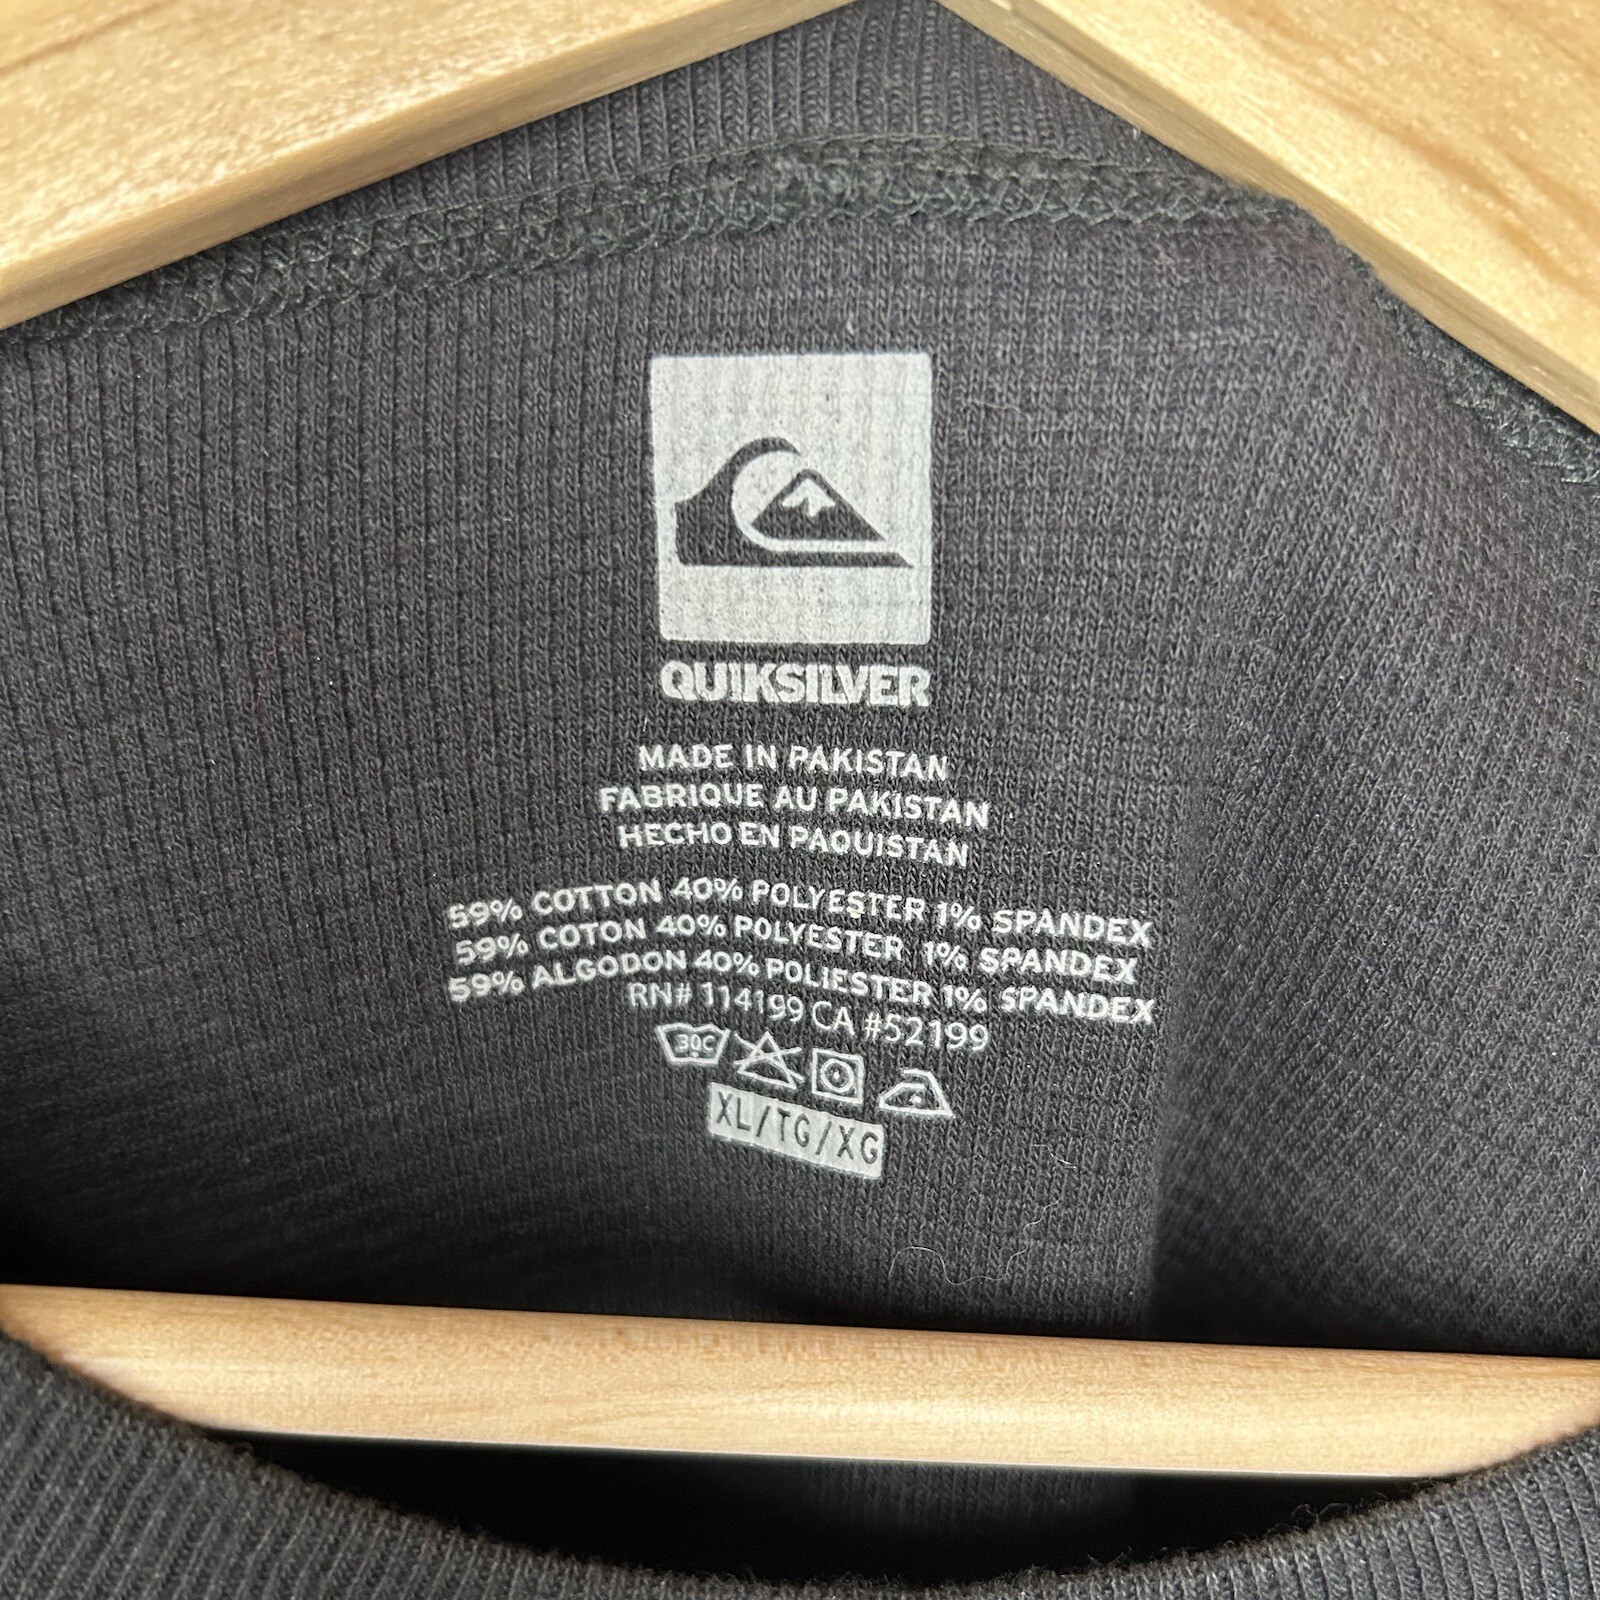 QUIKSILVER
MADE IN PAKISTAN
FABRIQUE AU PAKISTAN
HECHO EN PAQUISTAN
59% COTTON 40% POLYESTER 1% SPANDEX
59% COTON 40% POLYESTER 1% SPANDEX
59% ALGODON 40% POLIESTER 1% SPANDEX
RN# 114199 CA #52199
30C
XL/TG/XG